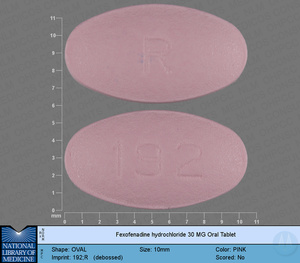 11
10
9
8
7
6
5
4
3
2
1
0
mm
R
192
0 1 2 3 4 5 6 7 8 9 10 11
NATIONAL
LIBRARY OF
MEDICINE
Fexofenadine hydrochloride 30 MG Oral Tablet
Shape: OVAL Size: 10mm Color: PINK
Imprint: 192;R (debossed) Scored: No